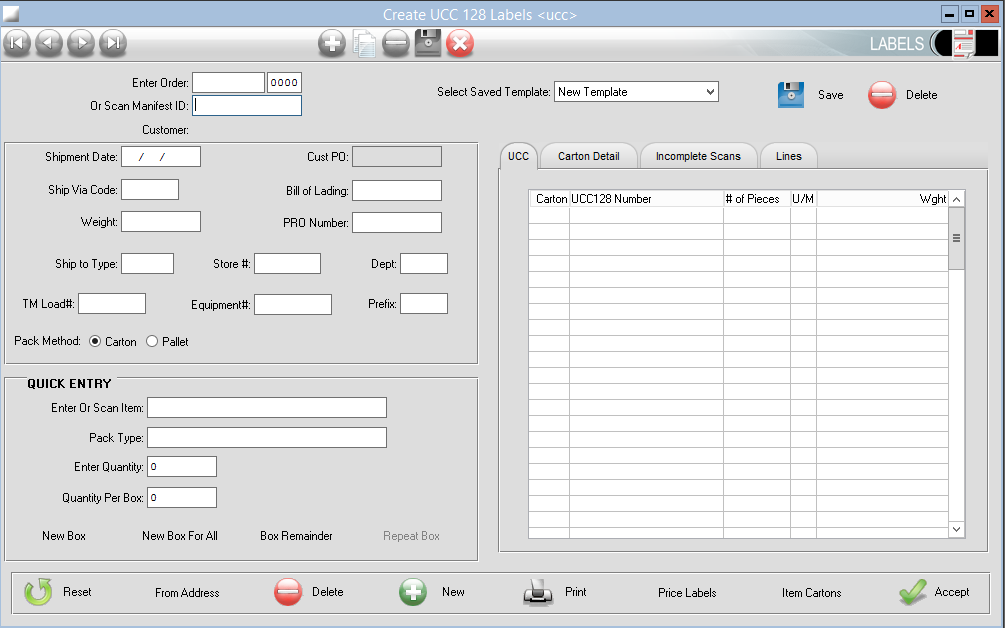 Create UCC 128 Labels <ucc>
LABELS
Enter Order: 0000
Or Scan Manifest ID:
Customer:
Select Saved Template: New Template
Save
Delete
Shipment Date: / /
Cust PO:
Ship Via Code:
Bill of Lading:
Weight:
PRO Number:
Ship to Type:
Store #:
Dept:
TM Load#:
Equipment#:
Prefix:
Pack Method: Carton Pallet
QUICK ENTRY
Enter Or Scan Item:
Pack Type:
Enter Quantity: 0
Quantity Per Box: 0
New Box
New Box For All
Box Remainder
Repeat Box
UCC
Carton Detail
Incomplete Scans
Lines
Carton UCC128 Number # of Pieces U/M Wght
Reset
From Address
Delete
New
Print
Price Labels
Item Cartons
Accept